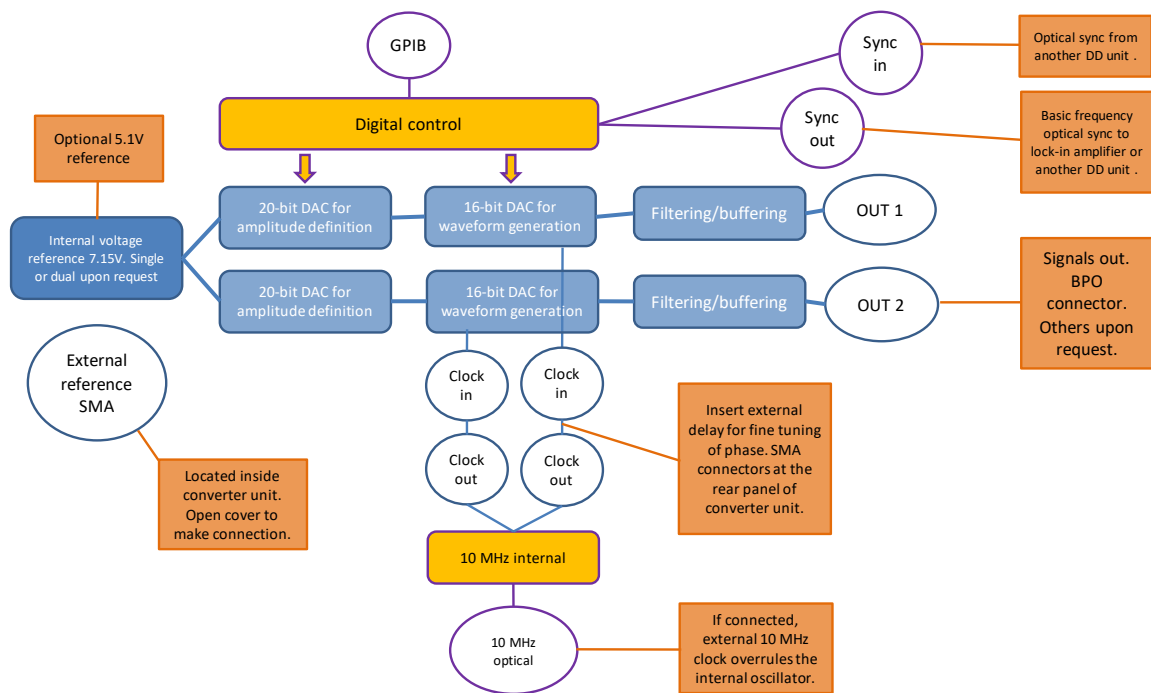 GPIB
Sync
in
Optical sync from
another DD unit .
Digital control
Sync
out
Basic frequency
optical sync to
lock-in amplifier or
another DD unit .
Optional 5.1V
reference
20-bit DAC for
amplitude definition
16-bit DAC for
waveform generation
Filtering/buffering
OUT 1
Internal voltage
reference 7.15V. Single
or dual upon request
20-bit DAC for
amplitude definition
16-bit DAC for
waveform generation
Filtering/buffering
OUT 2
Signals out.
BPO
connector.
Others upon
request.
External
reference
SMA
Clock
in
Clock
in
Insert external
delay for fine tuning
of phase. SMA
connectors at the
rear panel of
converter unit.
Clock
out
Clock
out
Located inside
converter unit.
Open cover to
make connection.
10 MHz internal
10 MHz
optical
If connected,
external 10 MHz
clock overrules the
internal oscillator.